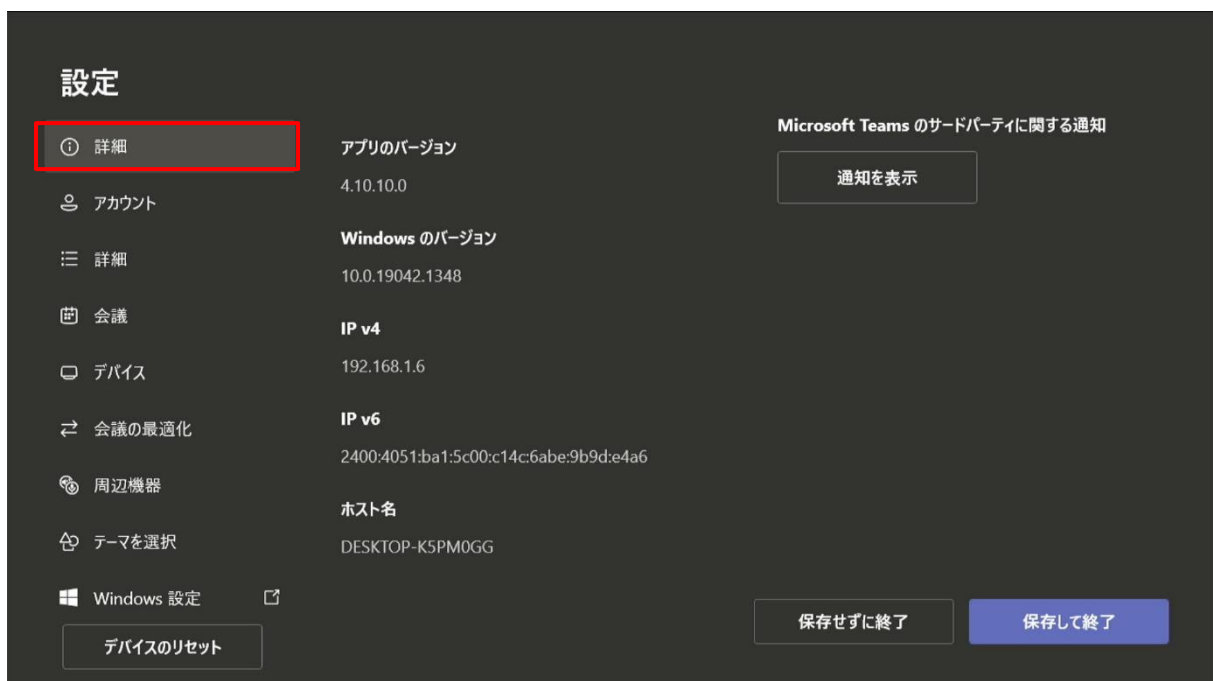 設定
詳細
アカウント
詳細
会議
デバイス
会議の最適化
周辺機器
テーマを選択
Windows 設定
デバイスのリセット
アプリのバージョン
4.10.10.0
Windows のバージョン
10.0.19042.1348
IP v4
192.168.1.6
IP v6
2400:4051:ba1:5c00:c14c:6abe:9b9d:e4a6
ホスト名
DESKTOP-K5PM0GG
Microsoft Teams のサードパーティに関する通知
通知を表示
保存せずに終了
保存して終了